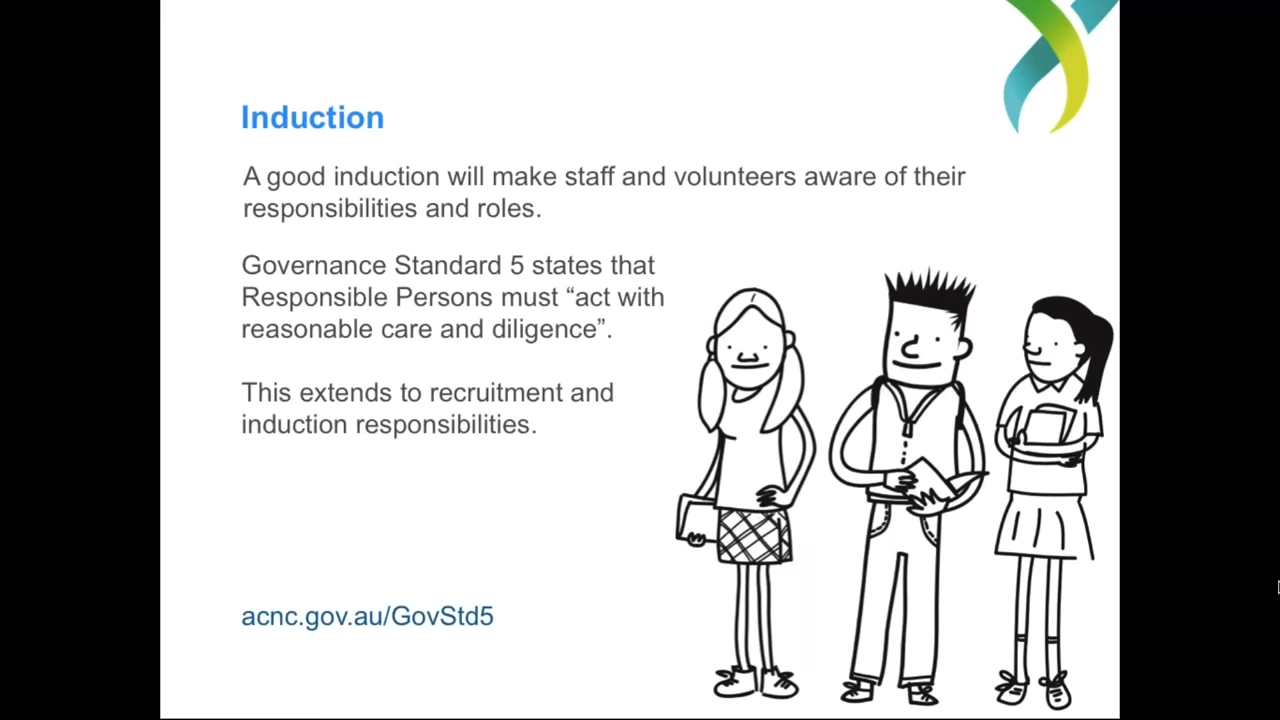 Induction
A good induction will make staff and volunteers aware of their
responsibilities and roles.
Governance Standard 5 states that
Responsible Persons must “act with
reasonable care and diligence”.
This extends to recruitment and
induction responsibilities.
acnc.gov.au/GovStd5